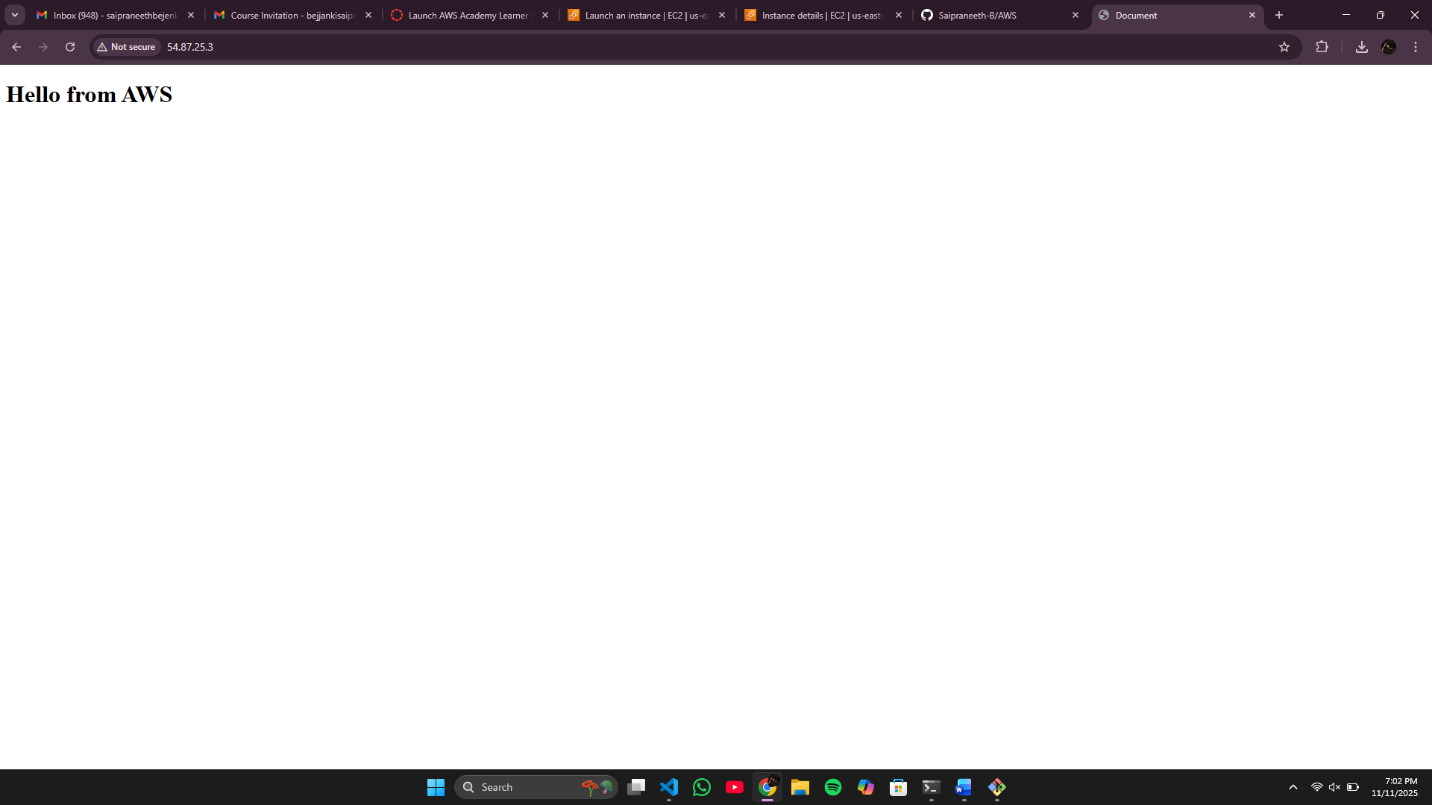 Inbox (948) - saipraneethbejenk
Course Invitation - bejjankisaip
Launch AWS Academy Learner
Launch an instance | EC2 | us-e
Instance details | EC2 | us-east-
Saipraneeth-B/AWS
Document
Not secure
54.87.25.3
Hello from AWS
Search
7:02 PM
11/11/2025